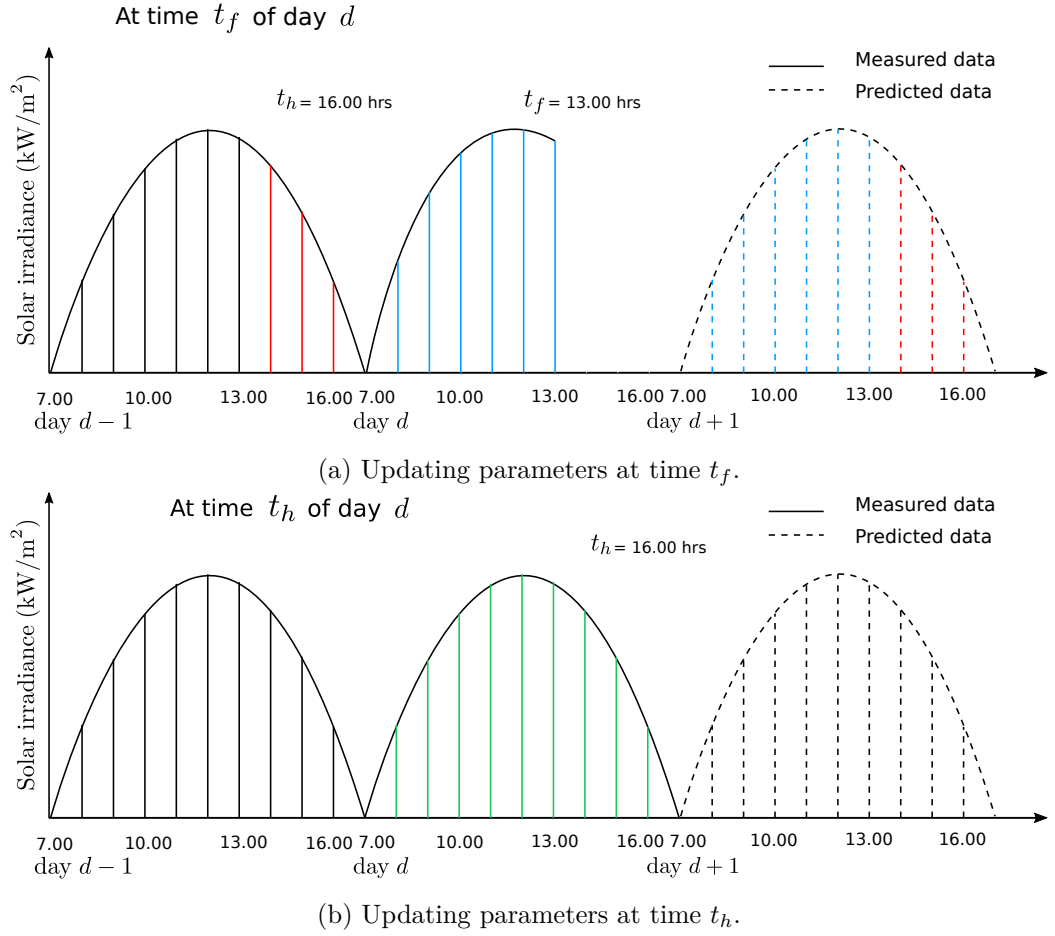 At time t_f of day d
Measured data
Predicted data
t_h = 16.00 hrs
t_f = 13.00 hrs
Solar irradiance (kW/m²)
7.00 10.00 13.00 16.00 7.00 10.00 13.00 16.00 7.00 10.00 13.00 16.00
day d − 1 day d day d + 1
(a) Updating parameters at time t_f.
At time t_h of day d
Measured data
Predicted data
t_h = 16.00 hrs
Solar irradiance (kW/m²)
7.00 10.00 13.00 16.00 7.00 10.00 13.00 16.00 7.00 10.00 13.00 16.00
day d − 1 day d day d + 1
(b) Updating parameters at time t_h.